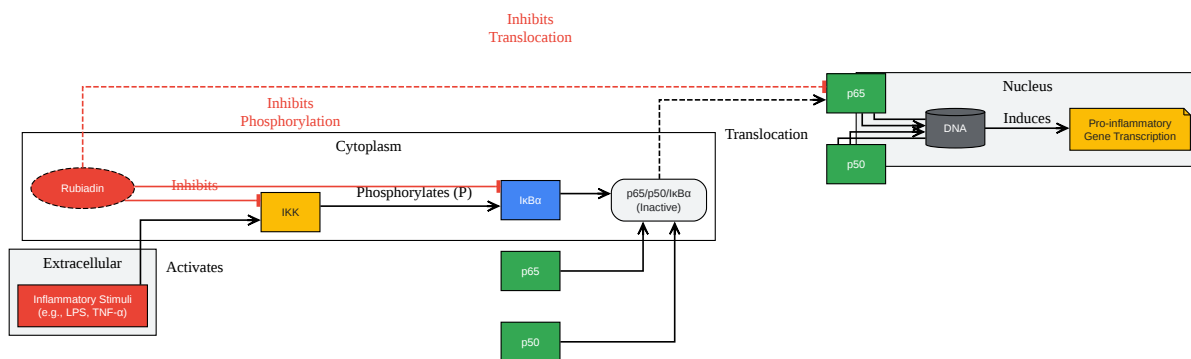 Inhibits
Translocation
Inhibits
Phosphorylation
Cytoplasm
Rubiadin
Inhibits
IKK
Phosphorylates (P)
IκBα
p65/p50/IκBα
(Inactive)
Translocation
Nucleus
p65
p50
DNA
Induces
Pro-inflammatory
Gene Transcription
Extracellular
Activates
Inflammatory Stimuli
(e.g., LPS, TNF-α)
p65
p50